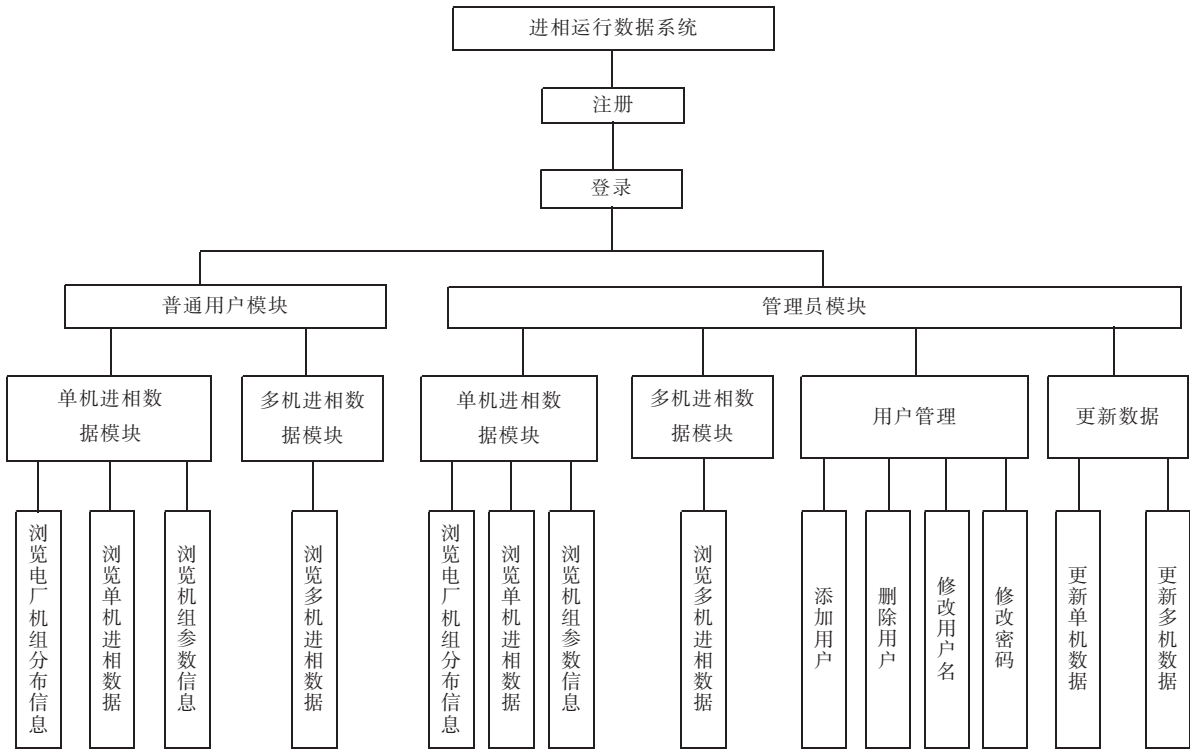 进相运行数据系统
注册
登录
普通用户模块
管理员模块
单机进相数
据模块
多机进相数
据模块
单机进相数
据模块
多机进相数
据模块
用户管理
更新数据
浏览电厂机组分布信息
浏览单机进相数据
浏览机组参数信息
浏览多机进相数据
浏览电厂机组分布信息
浏览单机进相数据
浏览机组参数信息
浏览多机进相数据
添加用户
删除用户
修改用户名
修改密码
更新单机数据
更新多机数据